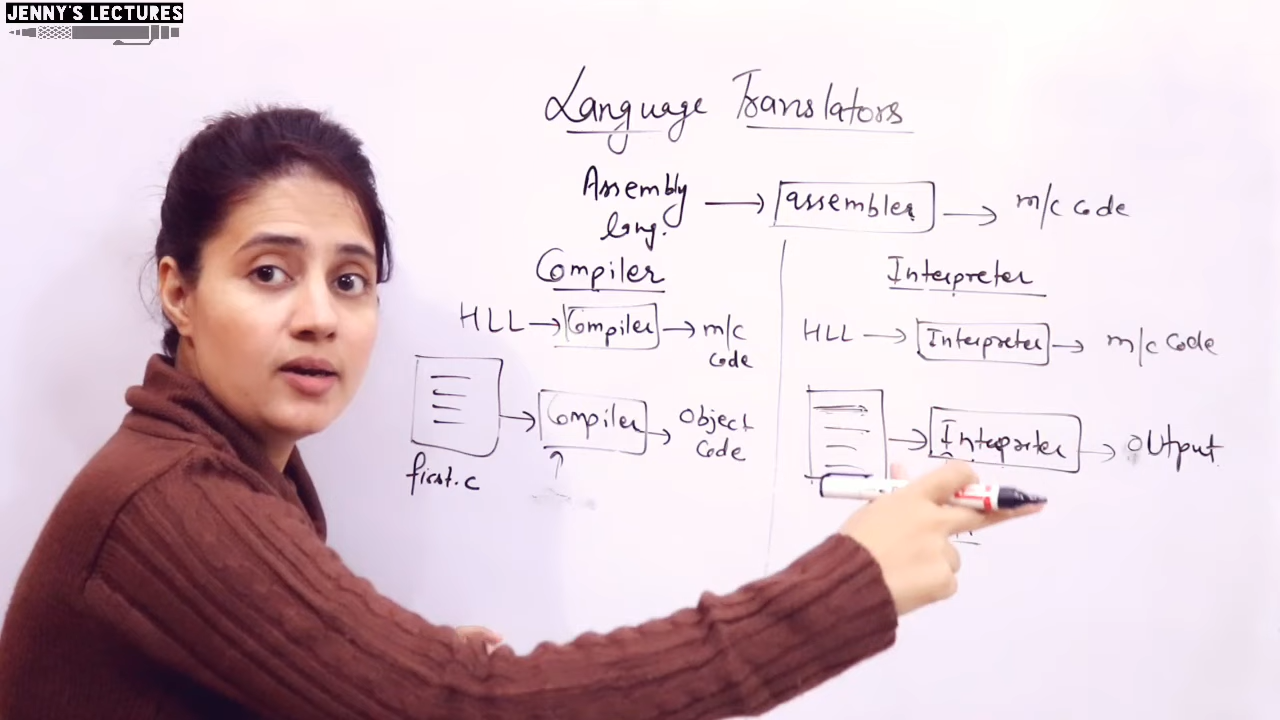 JENNY'S LECTURES
Language Translators
Assembly lang. assembler m/c code
Compiler
HLL Compiler m/c code
Compiler Object Code
first.c
Interpreter
HLL Interpreter m/c Code
Output